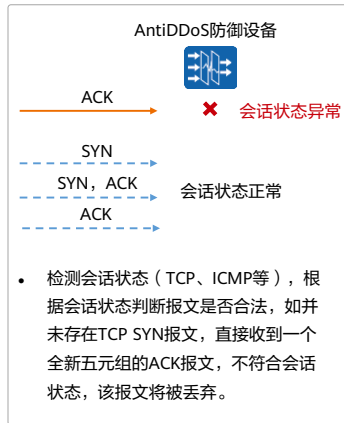 AntiDDoS防御设备
ACK
会话状态异常
SYN
SYN，ACK
会话状态正常
ACK
• 检测会话状态（TCP、ICMP等），根
据会话状态判断报文是否合法，如并
未存在TCP SYN报文，直接收到一个
全新五元组的ACK报文，不符合会话
状态，该报文将被丢弃。